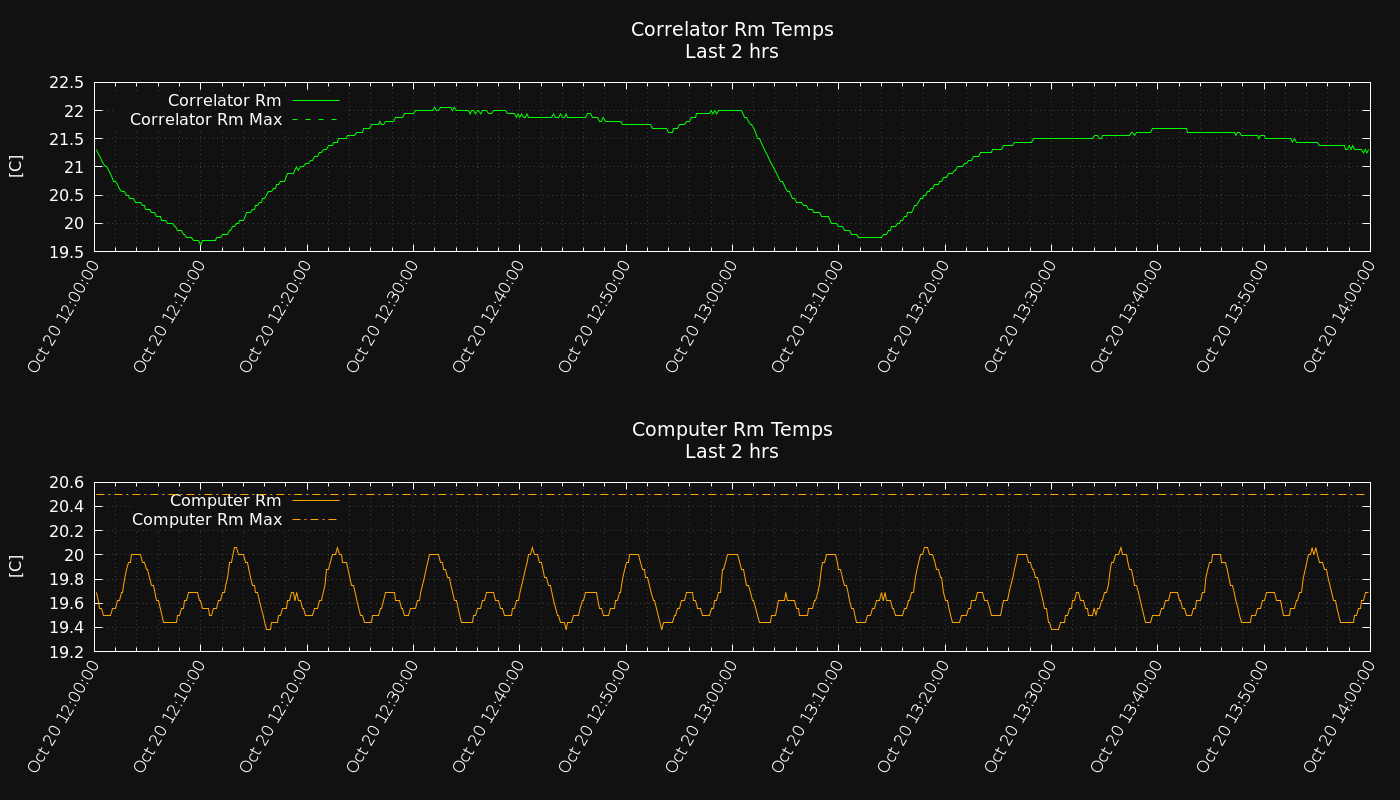 Correlator Rm Temps
Last 2 hrs
22.5
22
21.5
21
20.5
20
19.5
[C]
Correlator Rm
Correlator Rm Max
Oct 20 12:00:00
Oct 20 12:10:00
Oct 20 12:20:00
Oct 20 12:30:00
Oct 20 12:40:00
Oct 20 12:50:00
Oct 20 13:00:00
Oct 20 13:10:00
Oct 20 13:20:00
Oct 20 13:30:00
Oct 20 13:40:00
Oct 20 13:50:00
Oct 20 14:00:00
Computer Rm Temps
Last 2 hrs
20.6
20.4
20.2
20
19.8
19.6
19.4
19.2
[C]
Computer Rm
Computer Rm Max
Oct 20 12:00:00
Oct 20 12:10:00
Oct 20 12:20:00
Oct 20 12:30:00
Oct 20 12:40:00
Oct 20 12:50:00
Oct 20 13:00:00
Oct 20 13:10:00
Oct 20 13:20:00
Oct 20 13:30:00
Oct 20 13:40:00
Oct 20 13:50:00
Oct 20 14:00:00